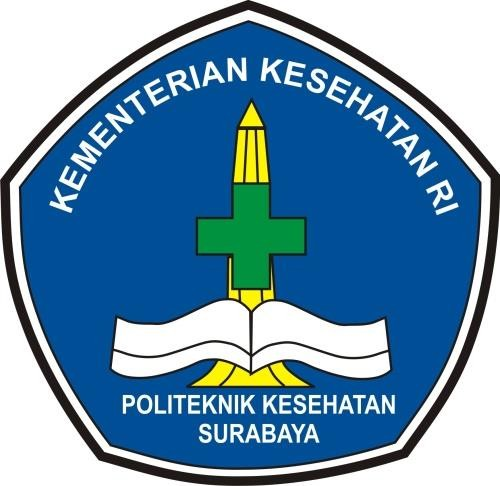 KEMENTERIAN KESEHATAN RI
POLITEKNIK KESEHATAN
SURABAYA